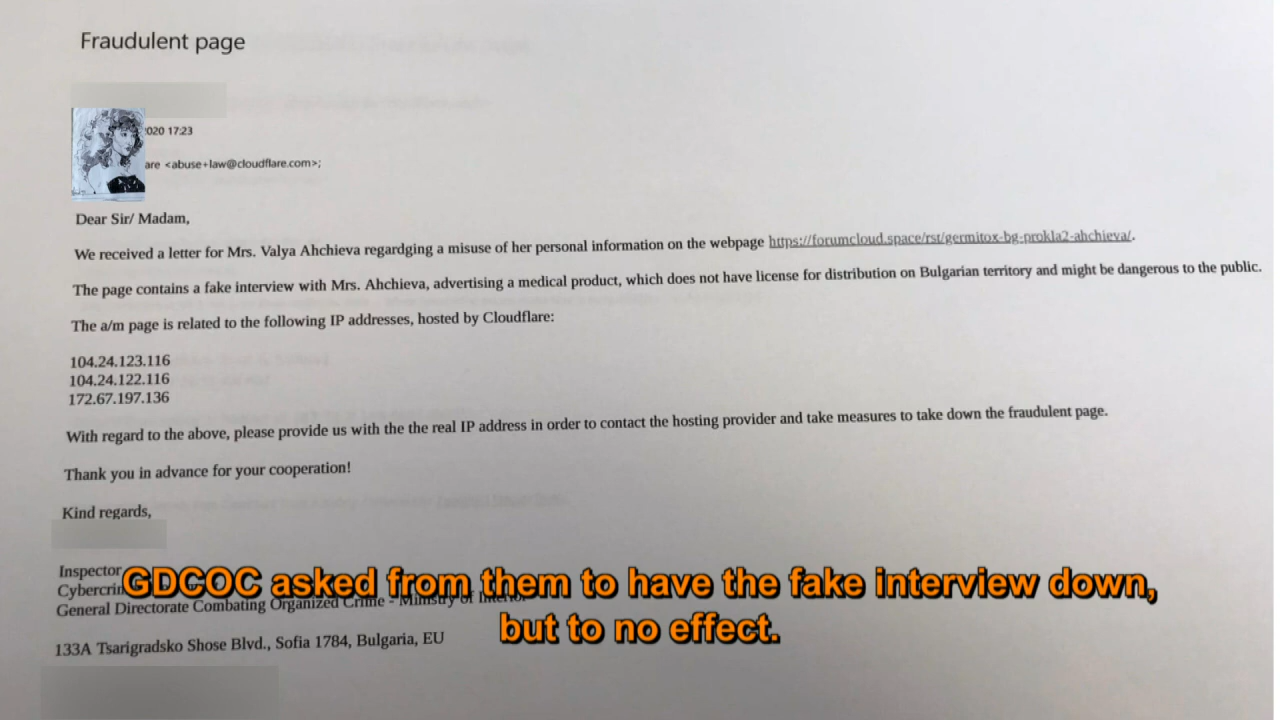 Fraudulent page
2020 17:23
are <abuse+law@cloudflare.com>;
Dear Sir/ Madam,
We received a letter for Mrs. Valya Ahchieva regardging a misuse of her personal information on the webpage https://forumcloud.space/rst/germitox-bg-prokla2-ahchieva/.
The page contains a fake interview with Mrs. Ahchieva, advertising a medical product, which does not have license for distribution on Bulgarian territory and might be dangerous to the public.
The a/m page is related to the following IP addresses, hosted by Cloudflare:
104.24.123.116
104.24.122.116
172.67.197.136
With regard to the above, please provide us with the the real IP address in order to contact the hosting provider and take measures to take down the fraudulent page.
Thank you in advance for your cooperation!
Kind regards,
Inspector
Cybercrim
General Directorate Combating Organized Crime - Ministry of Interior
133A Tsarigradsko Shose Blvd., Sofia 1784, Bulgaria, EU
GDCOC asked from them to have the fake interview down,
but to no effect.